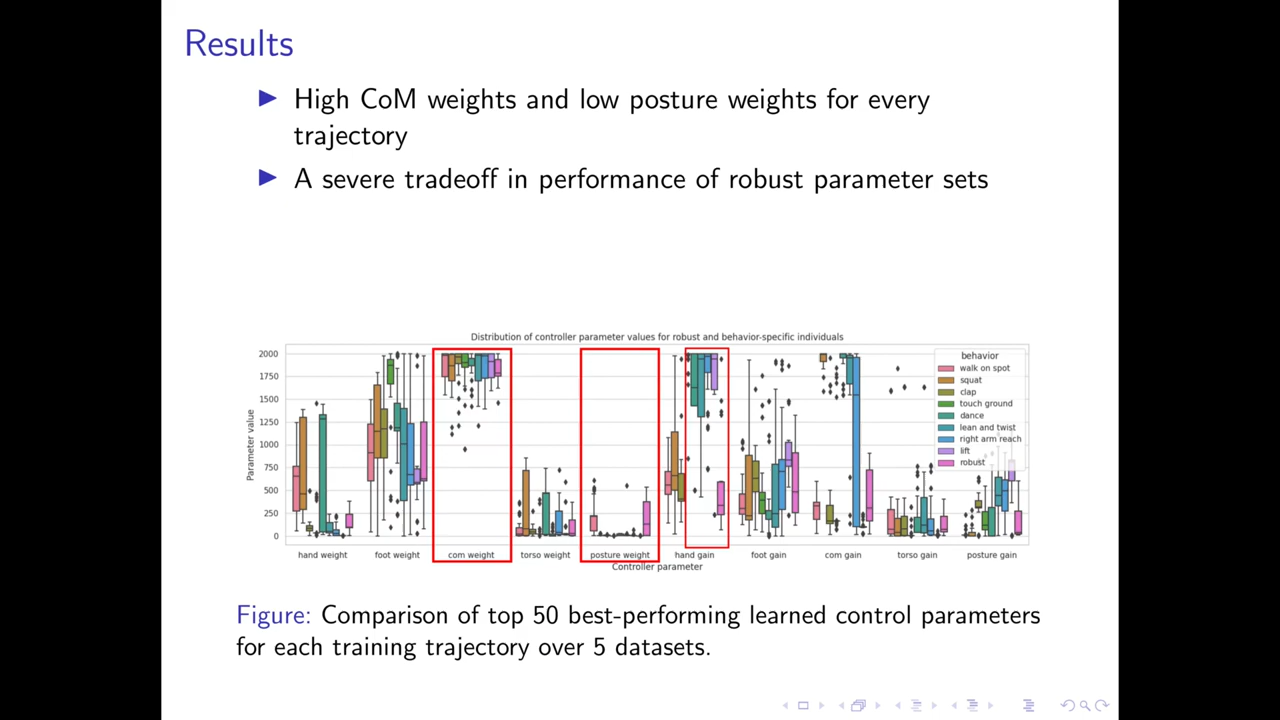 Results
High CoM weights and low posture weights for every
trajectory
A severe tradeoff in performance of robust parameter sets
Distribution of controller parameter values for robust and behavior-specific individuals
Parameter value
2000
1750
1500
1250
1000
750
500
250
0
behavior
walk on spot
squat
clap
touch ground
dance
lean and twist
right arm reach
lift
robust
hand weight
foot weight
com weight
torso weight
posture weight
hand gain
foot gain
com gain
torso gain
posture gain
Controller parameter
Figure: Comparison of top 50 best-performing learned control parameters
for each training trajectory over 5 datasets.